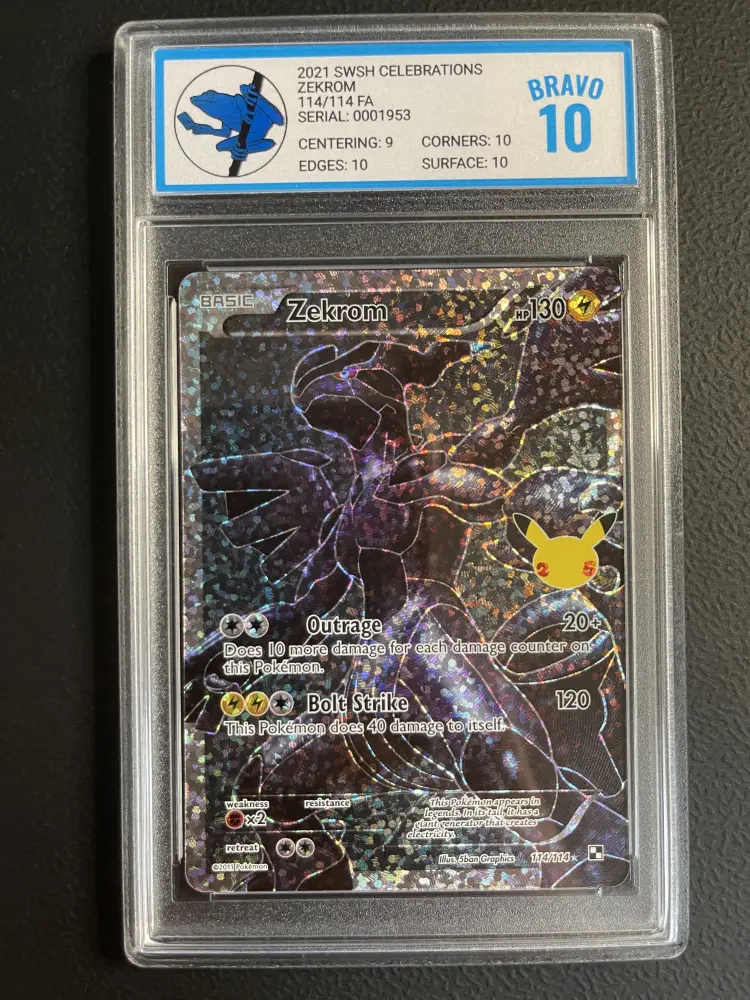 2021 SWSH CELEBRATIONS
ZEKROM
114/114 FA
SERIAL: 0001953
CENTERING: 9 CORNERS: 10
EDGES: 10 SURFACE: 10
BRAVO
10
BASIC Zekrom HP130
2 5
Outrage 20+
Does 10 more damage for each damage counter on
this Pokémon.
Bolt Strike 120
This Pokémon does 40 damage to itself.
weakness resistance
×2
retreat
This Pokémon appears in
legends. In its tail, it has a
giant generator that creates
electricity.
©2011 Pokémon
Illus. 5ban Graphics 114/114